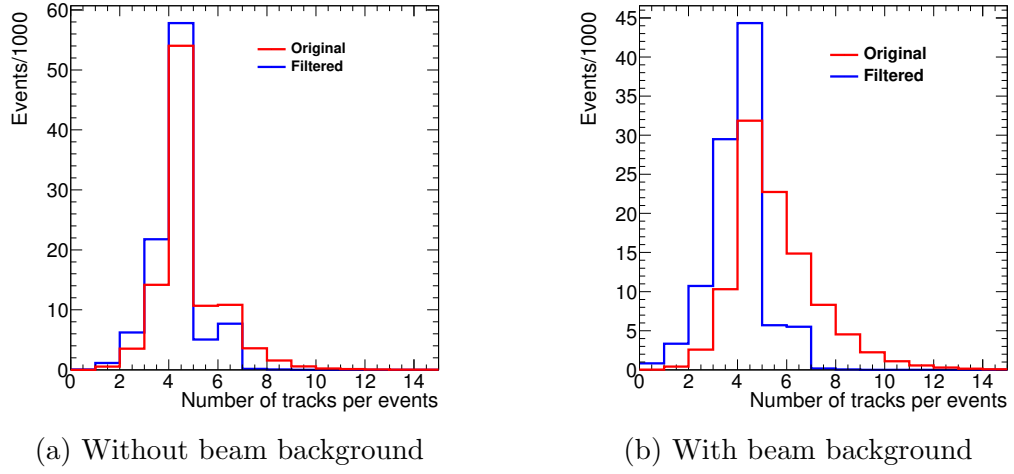 Events/1000
60
50
40
30
20
10
0
Original
Filtered
0 2 4 6 8 10 12 14
Number of tracks per events
(a) Without beam background
Events/1000
45
40
35
30
25
20
15
10
5
0
Original
Filtered
0 2 4 6 8 10 12 14
Number of tracks per events
(b) With beam background